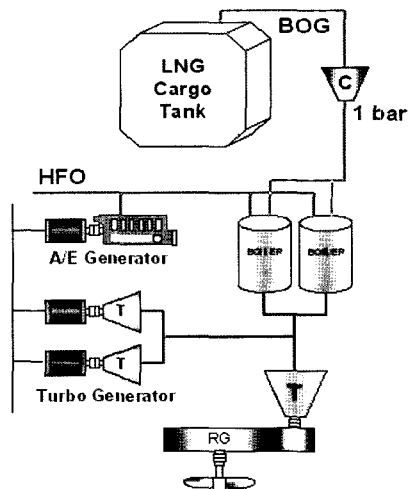 BOG
LNG
Cargo
Tank
C
1 bar
HFO
BOILER
BOILER
A/E Generator
T
T
Turbo Generator
T
RG